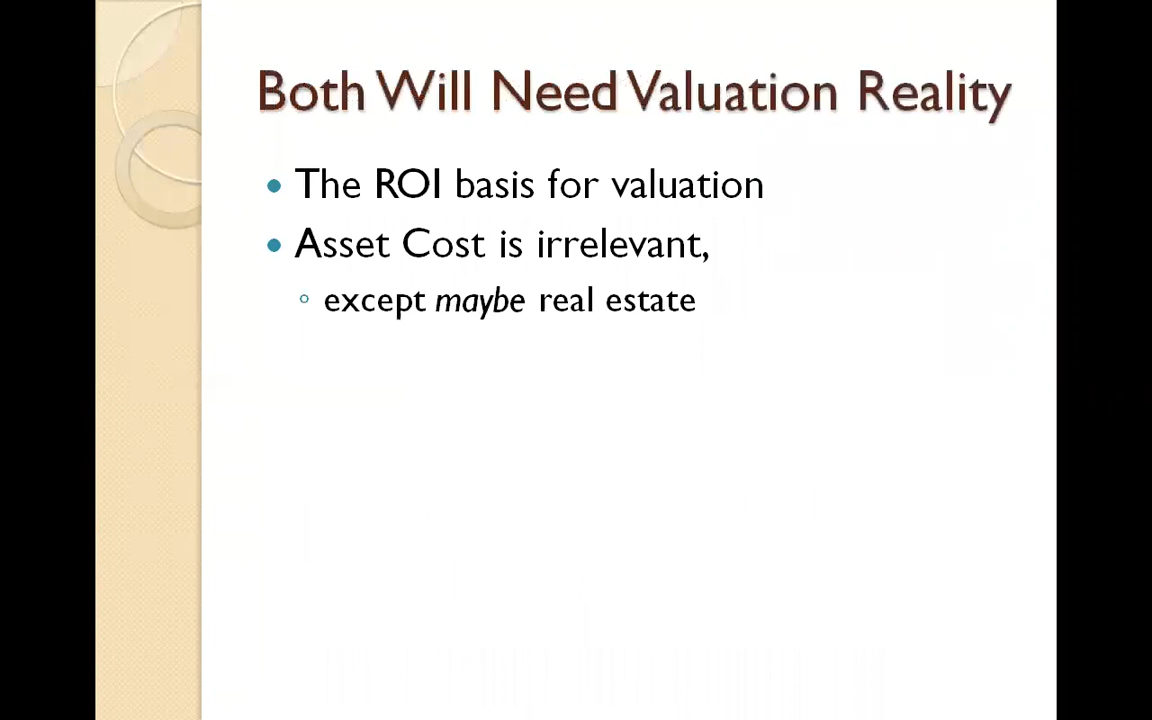 Both Will Need Valuation Reality
• The ROI basis for valuation
• Asset Cost is irrelevant,
◦ except maybe real estate